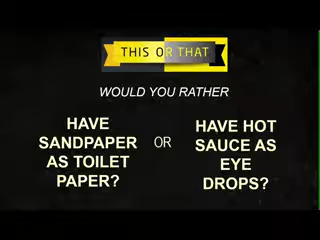 THIS OR THAT
WOULD YOU RATHER
HAVE
SANDPAPER
AS TOILET
PAPER?
OR
HAVE HOT
SAUCE AS
EYE
DROPS?